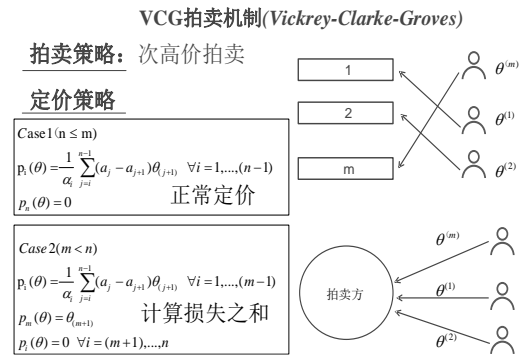 VCG拍卖机制(Vickrey-Clarke-Groves)
拍卖策略：次高价拍卖
定价策略
Case1(n ≤ m)
p_i(θ)=1/α_i ∑_{j=i}^{n-1}(a_j − a_{j+1})θ_{(j+1)} ∀i = 1,...,(n−1)
p_n(θ) = 0
正常定价
Case2(m < n)
p_i(θ)=1/α_i ∑_{j=i}^{n-1}(a_j − a_{j+1})θ_{(j+1)} ∀i = 1,...,(m−1)
p_m(θ) = θ_{(m+1)}
计算损失之和
p_i(θ) = 0 ∀i = (m+1),...,n
1
2
m
θ^{(m)}
θ^{(1)}
θ^{(2)}
拍卖方
θ^{(m)}
θ^{(1)}
θ^{(2)}